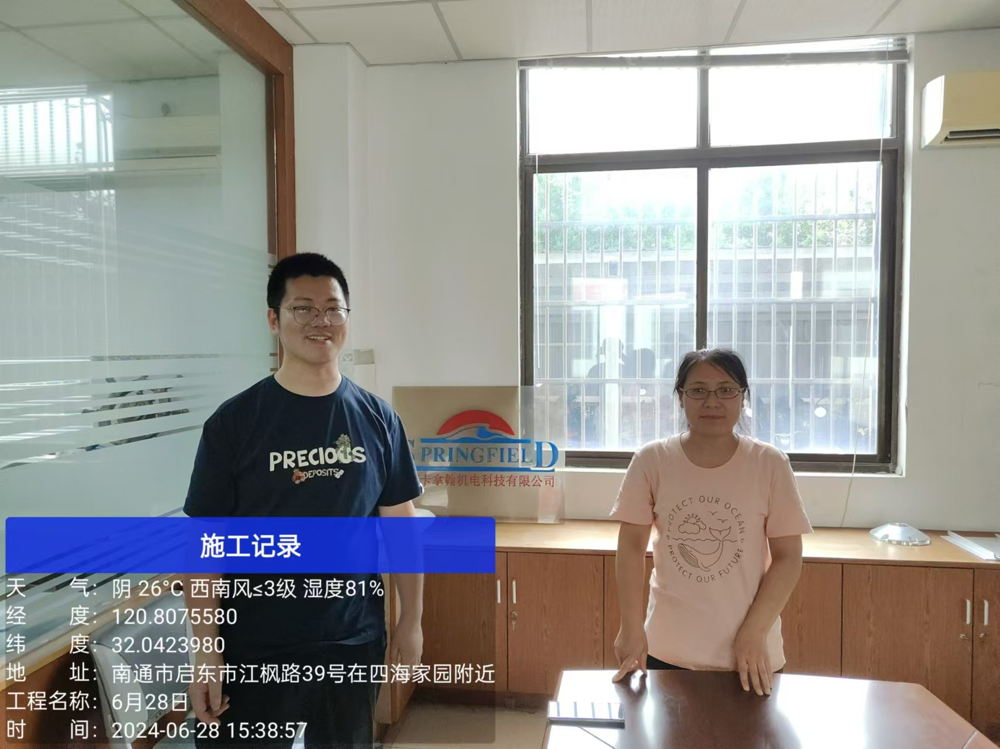 PRECIOUS
DEPOSITS
SPRINGFIELD
卡拿翰机电科技有限公司
PROTECT OUR OCEAN
PROTECT OUR FUTURE
施工记录
天 气: 阴 26°C 西南风≤3级 湿度81%
经 度: 120.8075580
纬 度: 32.0423980
地 址: 南通市启东市江枫路39号在四海家园附近
工程名称: 6月28日
时 间: 2024-06-28 15:38:57